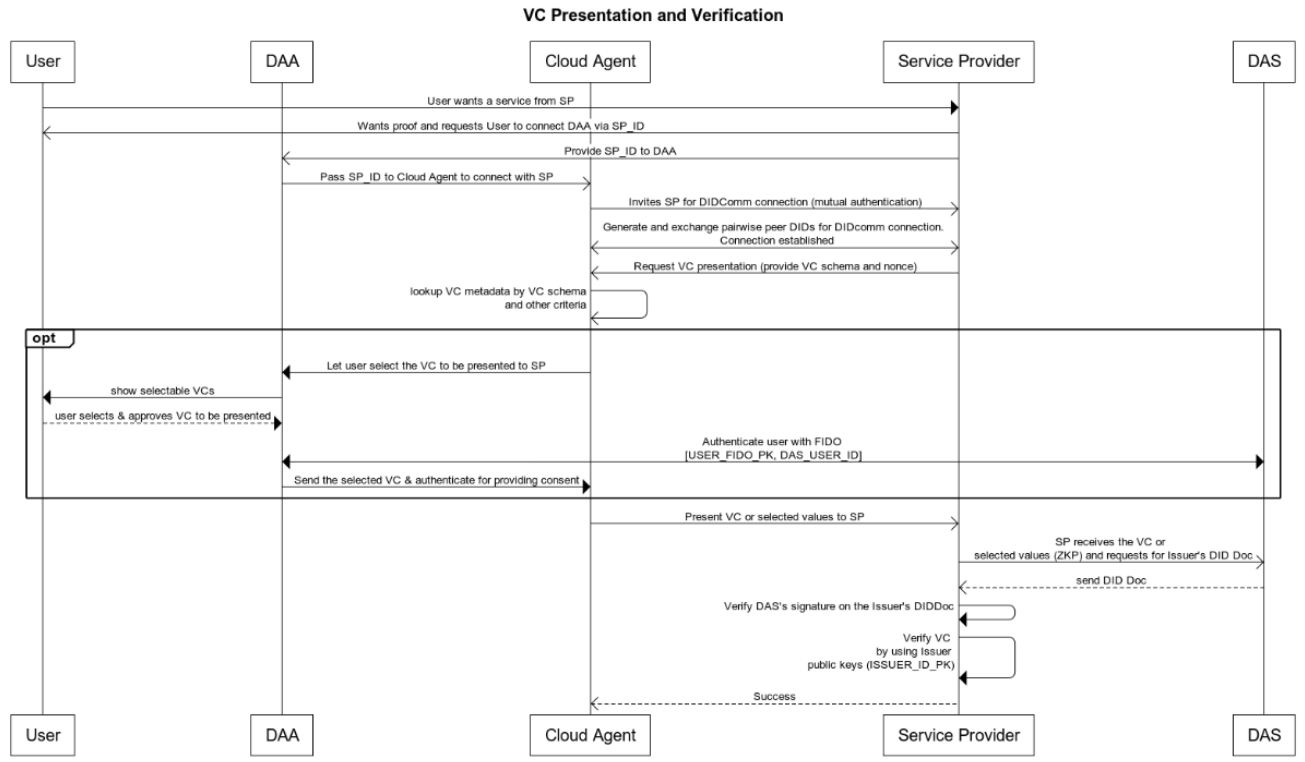 VC Presentation and Verification
User
DAA
Cloud Agent
Service Provider
DAS
User wants a service from SP
Wants proof and requests User to connect DAA via SP_ID
Provide SP_ID to DAA
Pass SP_ID to Cloud Agent to connect with SP
Invites SP for DIDComm connection (mutual authentication)
Generate and exchange pairwise peer DIDs for DIDcomm connection.
Connection established
Request VC presentation (provide VC schema and nonce)
lookup VC metadata by VC schema
and other criteria
opt
Let user select the VC to be presented to SP
show selectable VCs
user selects & approves VC to be presented
Authenticate user with FIDO
[USER_FIDO_PK, DAS_USER_ID]
Send the selected VC & authenticate for providing consent
Present VC or selected values to SP
SP receives the VC or
selected values (ZKP) and requests for Issuer's DID Doc
send DID Doc
Verify DAS's signature on the Issuer's DIDDoc
Verify VC
by using Issuer
public keys (ISSUER_ID_PK)
Success
User
DAA
Cloud Agent
Service Provider
DAS